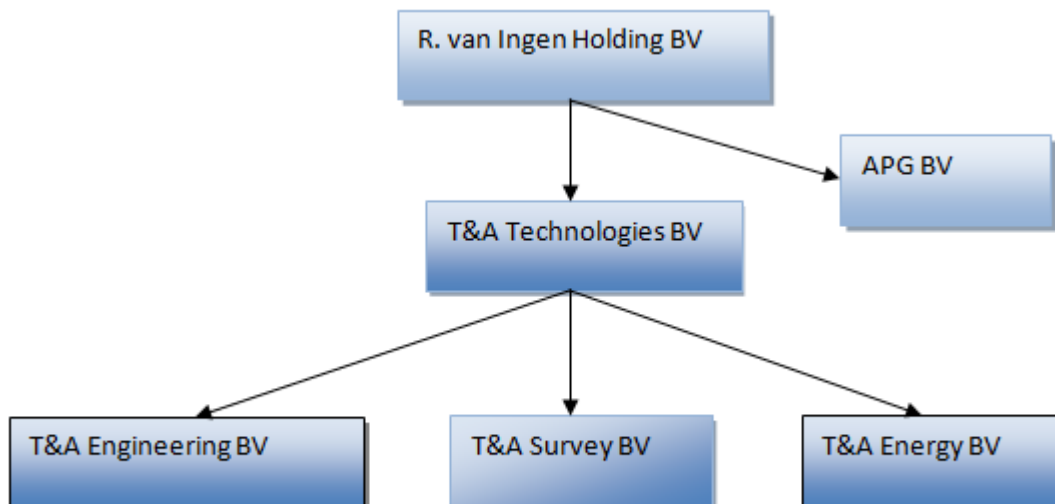 R. van Ingen Holding BV
APG BV
T&A Technologies BV
T&A Engineering BV
T&A Survey BV
T&A Energy BV